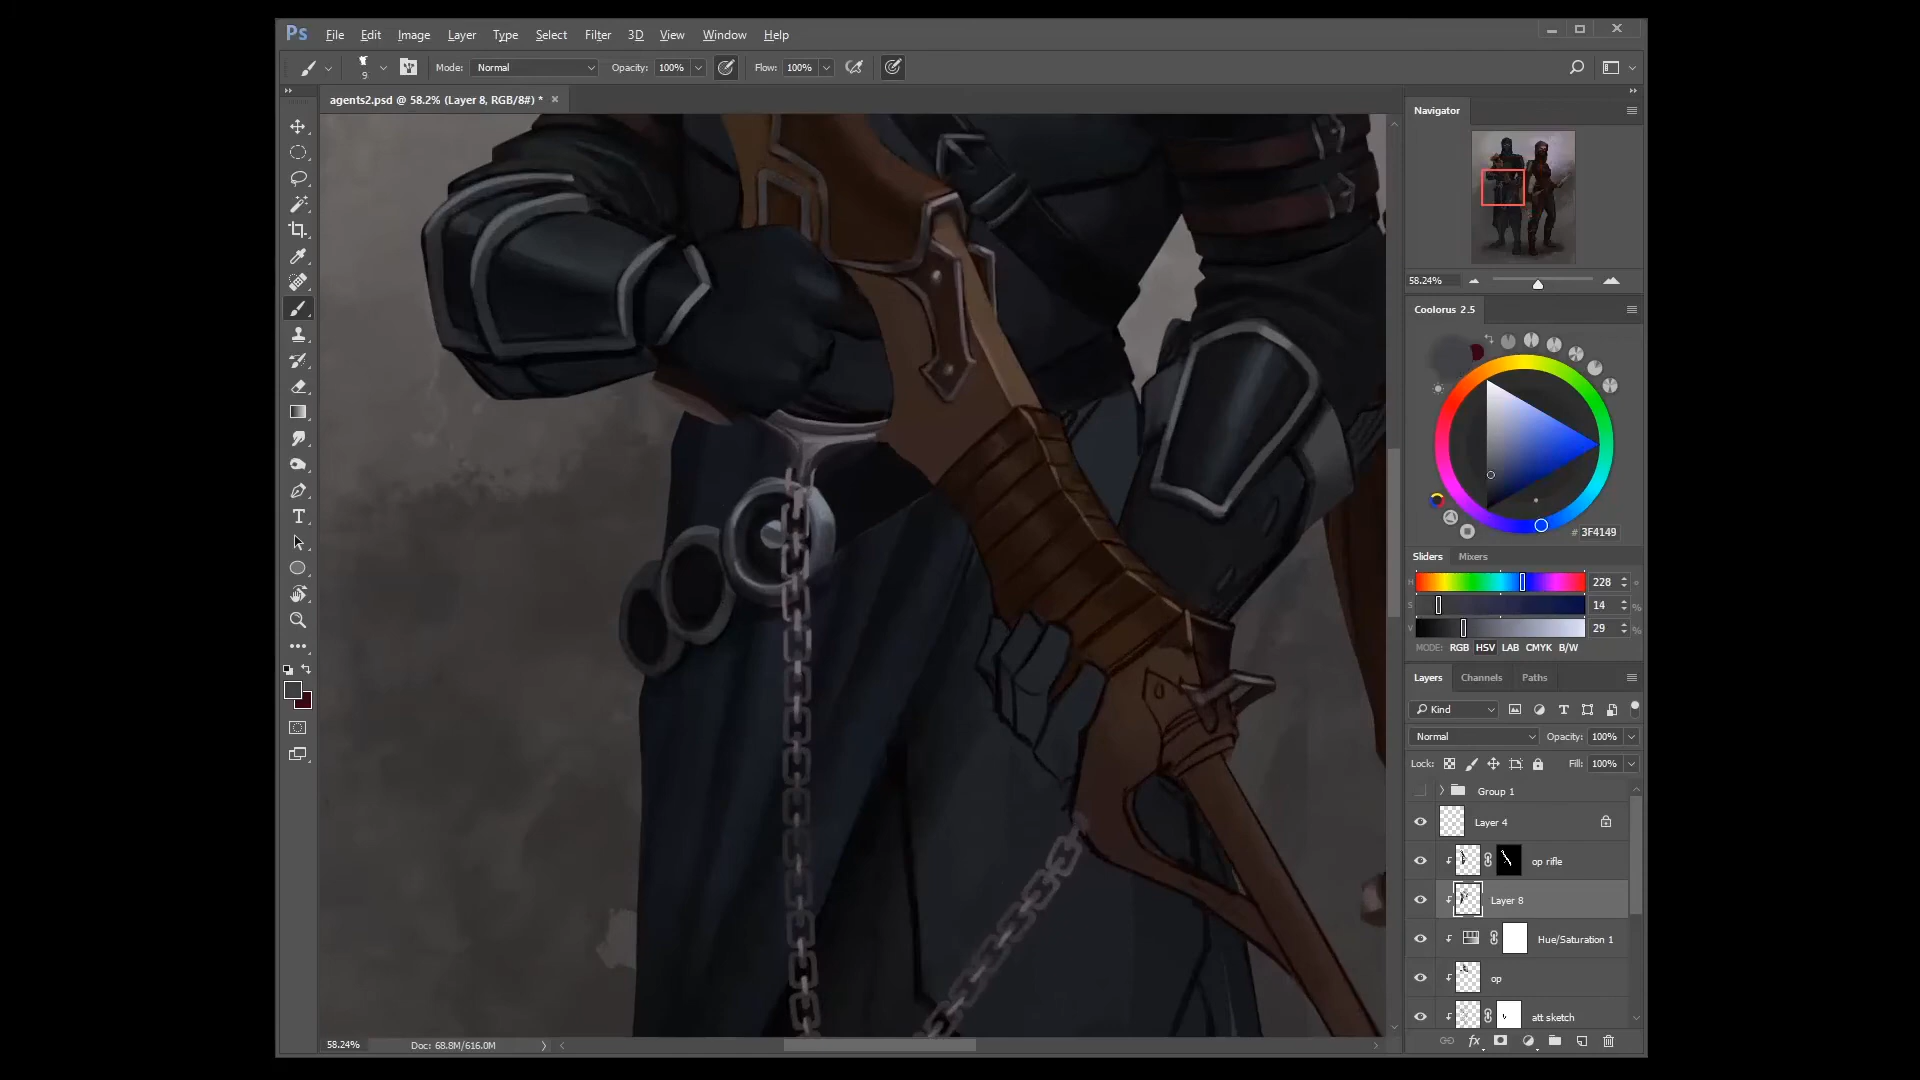 Ps File Edit Image Layer Type Select Filter 3D View Window Help
9 Mode: Normal Opacity: 100% Flow: 100%
agents2.psd @ 58.2% (Layer 8, RGB/8#) * ×
Navigator
58.24%
Coolorus 2.5
# 3F4149
Sliders Mixers
H 228 °
S 14 %
V 29 %
MODE: RGB HSV LAB CMYK B/W
Layers Channels Paths
Kind
Normal Opacity: 100%
Lock: Fill: 100%
Group 1
Layer 4
op rifle
Layer 8
Hue/Saturation 1
op
att sketch
fx
58.24% Doc: 68.8M/616.0M